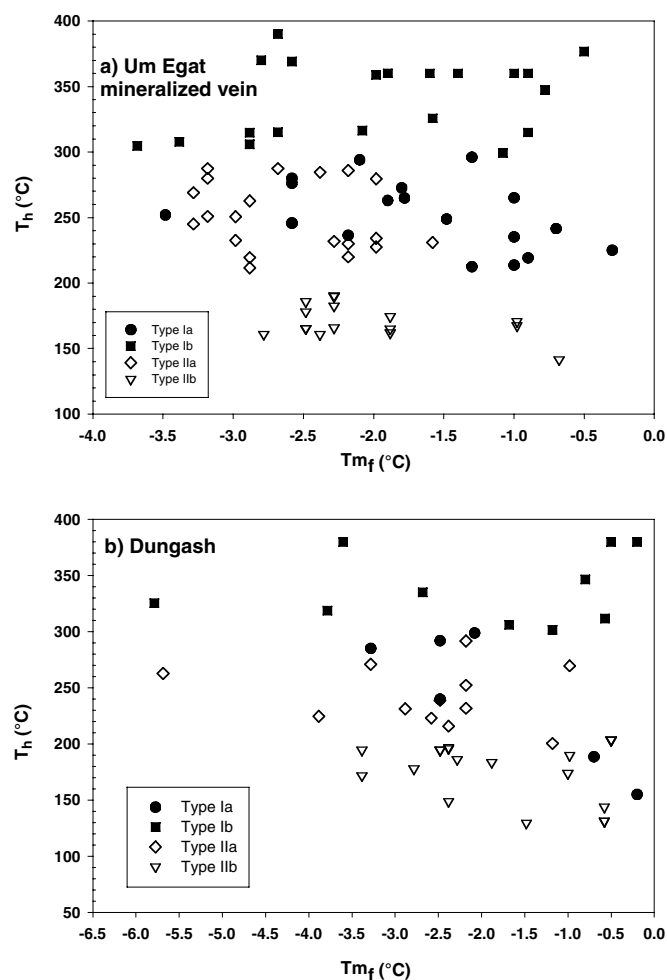 400
350
300
250
200
150
100
T_h (°C)
a) Um Egat
mineralized vein
Type Ia
Type Ib
Type IIa
Type IIb
-4.0 -3.5 -3.0 -2.5 -2.0 -1.5 -1.0 -0.5 0.0
Tm_f (°C)
400
350
300
250
200
150
100
50
T_h (°C)
b) Dungash
Type Ia
Type Ib
Type IIa
Type IIb
-6.5 -6.0 -5.5 -5.0 -4.5 -4.0 -3.5 -3.0 -2.5 -2.0 -1.5 -1.0 -0.5 0.0
Tm_f (°C)